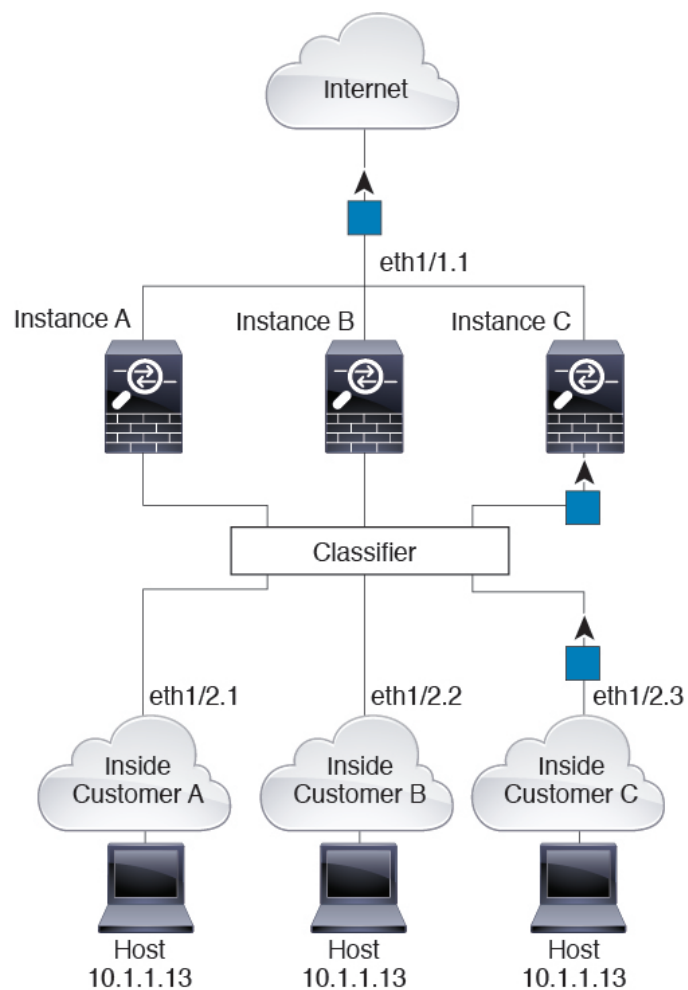 Internet
eth1/1.1
Instance A
Instance B
Instance C
Classifier
eth1/2.1
eth1/2.2
eth1/2.3
Inside
Customer A
Inside
Customer B
Inside
Customer C
Host
10.1.1.13
Host
10.1.1.13
Host
10.1.1.13